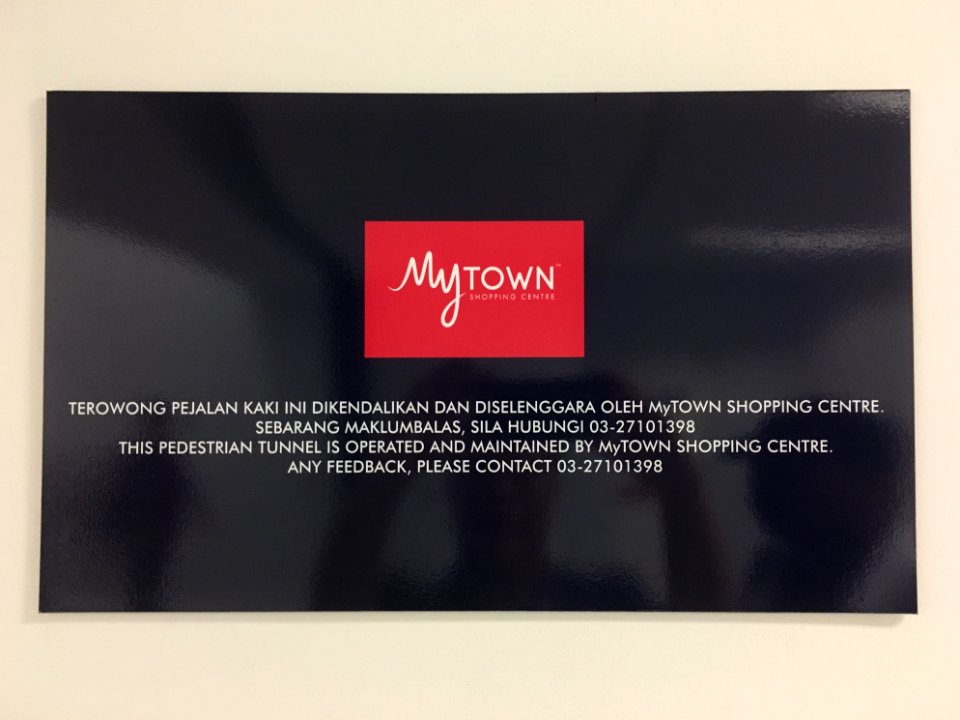 MyTOWN™
SHOPPING CENTRE
TEROWONG PEJALAN KAKI INI DIKENDALIKAN DAN DISELENGGARA OLEH MyTOWN SHOPPING CENTRE.
SEBARANG MAKLUMBALAS, SILA HUBUNGI 03-27101398
THIS PEDESTRIAN TUNNEL IS OPERATED AND MAINTAINED BY MyTOWN SHOPPING CENTRE.
ANY FEEDBACK, PLEASE CONTACT 03-27101398